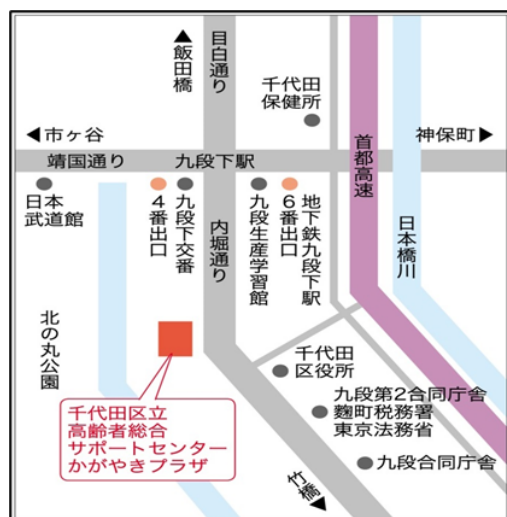 ▲飯田橋
目白通り
千代田
保健所
◀市ヶ谷
神保町▶
靖国通り
九段下駅
首都高速
日本
武道館
4番出口
九段下交番
内堀通り
九段生産学習館
6番出口
地下鉄九段下駅
日本橋川
北の丸公園
千代田
区役所
千代田区立
高齢者総合
サポートセンター
かがやきプラザ
九段第2合同庁舎
麹町税務署
東京法務省
九段合同庁舎
竹橋▼